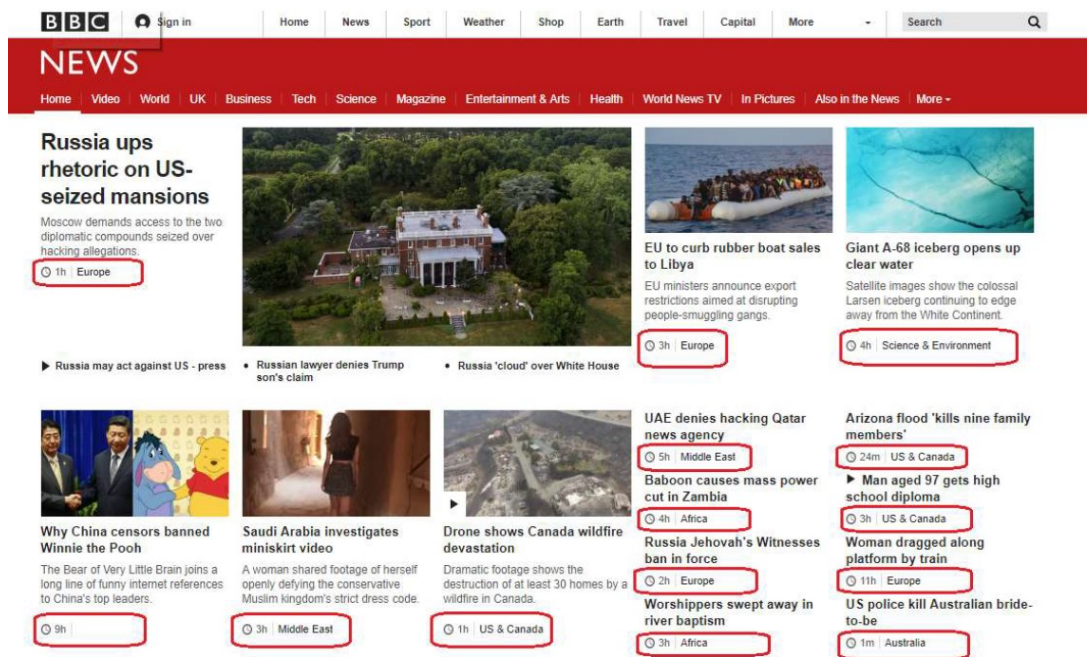 BBC Sign in Home News Sport Weather Shop Earth Travel Capital More Search
NEWS
Home Video World UK Business Tech Science Magazine Entertainment & Arts Health World News TV In Pictures Also in the News More
Russia ups
rhetoric on US-
seized mansions
Moscow demands access to the two
diplomatic compounds seized over
hacking allegations.
1h Europe
EU to curb rubber boat sales
to Libya
EU ministers announce export
restrictions aimed at disrupting
people-smuggling gangs.
3h Europe
Giant A-68 iceberg opens up
clear water
Satellite images show the colossal
Larsen iceberg continuing to edge
away from the White Continent.
4h Science & Environment
Russia may act against US - press
Russian lawyer denies Trump
son's claim
Russia 'cloud' over White House
Why China censors banned
Winnie the Pooh
The Bear of Very Little Brain joins a
long line of funny internet references
to China's top leaders.
9h
Saudi Arabia investigates
miniskirt video
A woman shared footage of herself
openly defying the conservative
Muslim kingdom's strict dress code.
3h Middle East
Drone shows Canada wildfire
devastation
Dramatic footage shows the
destruction of at least 30 homes by a
wildfire in Canada.
1h US & Canada
UAE denies hacking Qatar
news agency
5h Middle East
Baboon causes mass power
cut in Zambia
4h Africa
Russia Jehovah's Witnesses
ban in force
2h Europe
Worshippers swept away in
river baptism
3h Africa
Arizona flood 'kills nine family
members'
24m US & Canada
Man aged 97 gets high
school diploma
3h US & Canada
Woman dragged along
platform by train
11h Europe
US police kill Australian bride-
to-be
1m Australia